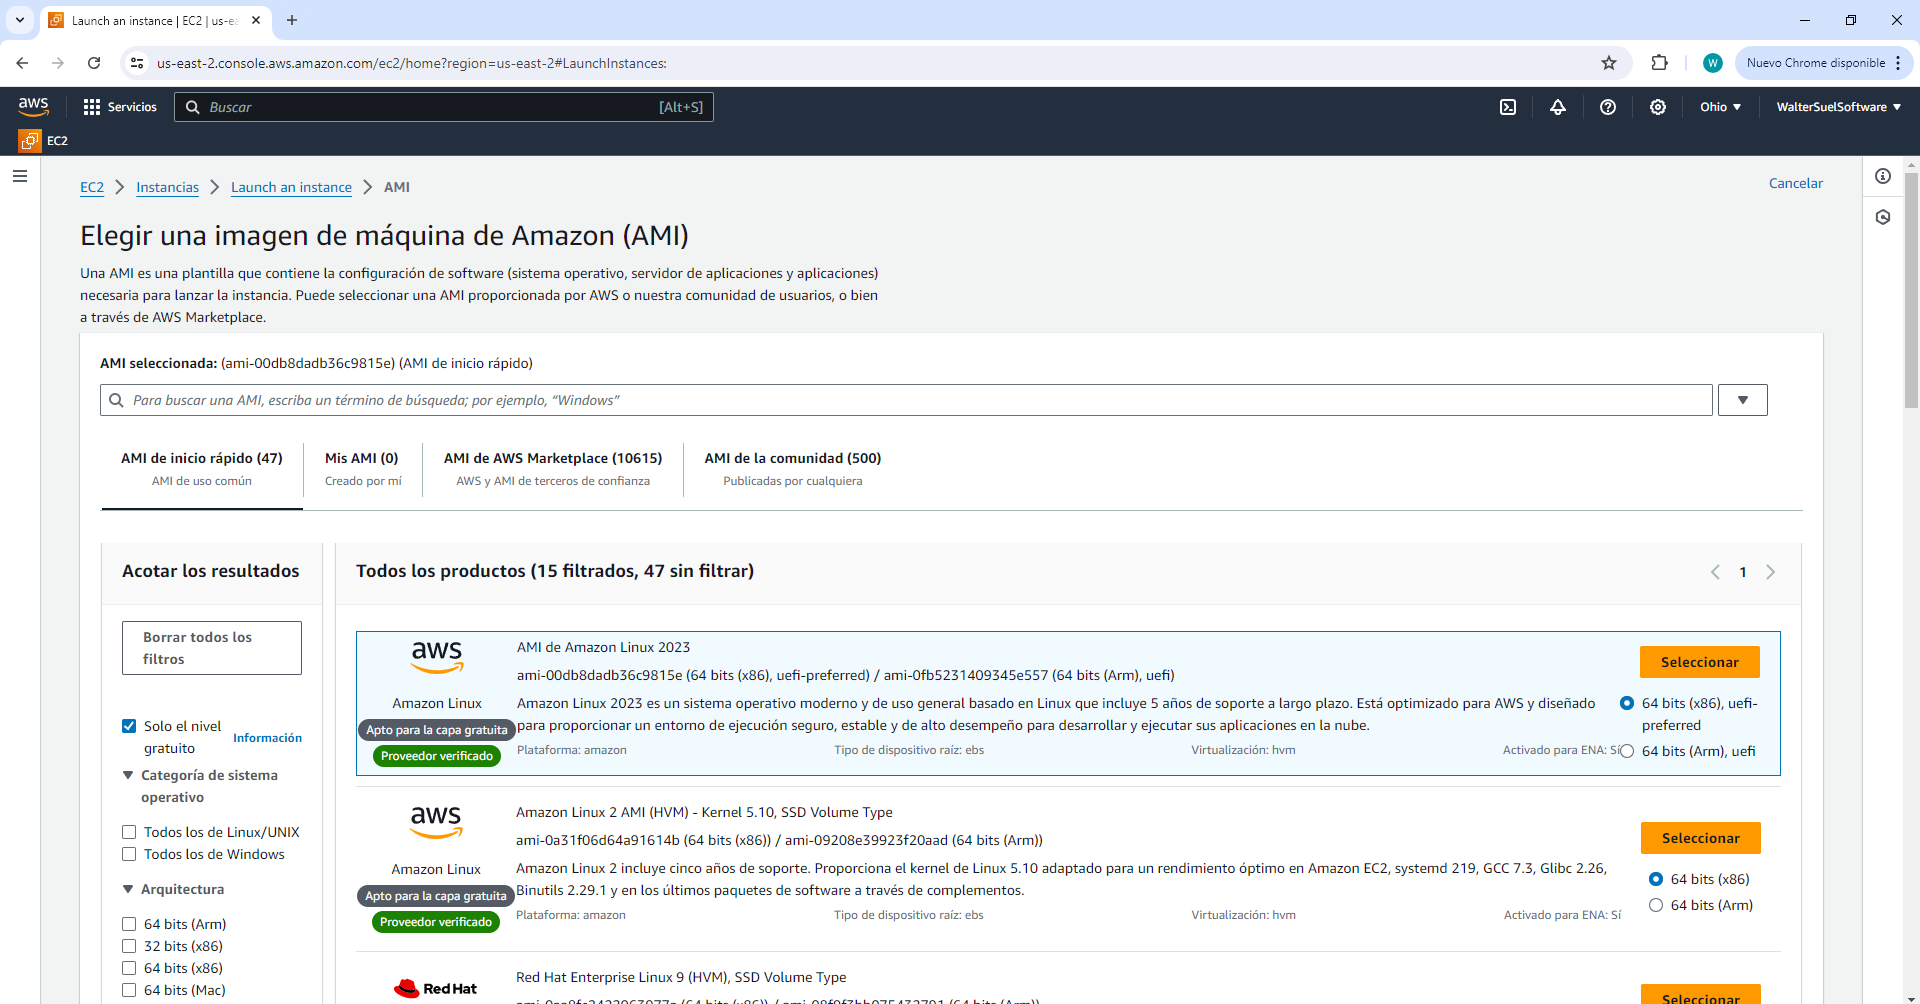 Launch an instance | EC2 | us-ea
us-east-2.console.aws.amazon.com/ec2/home?region=us-east-2#LaunchInstances:
W
Nuevo Chrome disponible
aws
Servicios
Buscar
[Alt+S]
Ohio
WalterSuelSoftware
EC2
EC2
Instancias
Launch an instance
AMI
Cancelar
Elegir una imagen de máquina de Amazon (AMI)
Una AMI es una plantilla que contiene la configuración de software (sistema operativo, servidor de aplicaciones y aplicaciones)
necesaria para lanzar la instancia. Puede seleccionar una AMI proporcionada por AWS o nuestra comunidad de usuarios, o bien
a través de AWS Marketplace.
AMI seleccionada: (ami-00db8dadb36c9815e) (AMI de inicio rápido)
Para buscar una AMI, escriba un término de búsqueda; por ejemplo, “Windows”
AMI de inicio rápido (47)
AMI de uso común
Mis AMI (0)
Creado por mí
AMI de AWS Marketplace (10615)
AWS y AMI de terceros de confianza
AMI de la comunidad (500)
Publicadas por cualquiera
Acotar los resultados
Borrar todos los
filtros
Solo el nivel
gratuito
Información
Categoría de sistema
operativo
Todos los de Linux/UNIX
Todos los de Windows
Arquitectura
64 bits (Arm)
32 bits (x86)
64 bits (x86)
64 bits (Mac)
Todos los productos (15 filtrados, 47 sin filtrar)
1
aws
Amazon Linux
Apto para la capa gratuita
Proveedor verificado
AMI de Amazon Linux 2023
ami-00db8dadb36c9815e (64 bits (x86), uefi-preferred) / ami-0fb5231409345e557 (64 bits (Arm), uefi)
Amazon Linux 2023 es un sistema operativo moderno y de uso general basado en Linux que incluye 5 años de soporte a largo plazo. Está optimizado para AWS y diseñado
para proporcionar un entorno de ejecución seguro, estable y de alto desempeño para desarrollar y ejecutar sus aplicaciones en la nube.
Plataforma: amazon
Tipo de dispositivo raíz: ebs
Virtualización: hvm
Activado para ENA: Sí
Seleccionar
64 bits (x86), uefi-
preferred
64 bits (Arm), uefi
aws
Amazon Linux
Apto para la capa gratuita
Proveedor verificado
Amazon Linux 2 AMI (HVM) - Kernel 5.10, SSD Volume Type
ami-0a31f06d64a91614b (64 bits (x86)) / ami-09208e39923f20aad (64 bits (Arm))
Amazon Linux 2 incluye cinco años de soporte. Proporciona el kernel de Linux 5.10 adaptado para un rendimiento óptimo en Amazon EC2, systemd 219, GCC 7.3, Glibc 2.26,
Binutils 2.29.1 y en los últimos paquetes de software a través de complementos.
Plataforma: amazon
Tipo de dispositivo raíz: ebs
Virtualización: hvm
Activado para ENA: Sí
Seleccionar
64 bits (x86)
64 bits (Arm)
Red Hat
Red Hat Enterprise Linux 9 (HVM), SSD Volume Type
Seleccionar